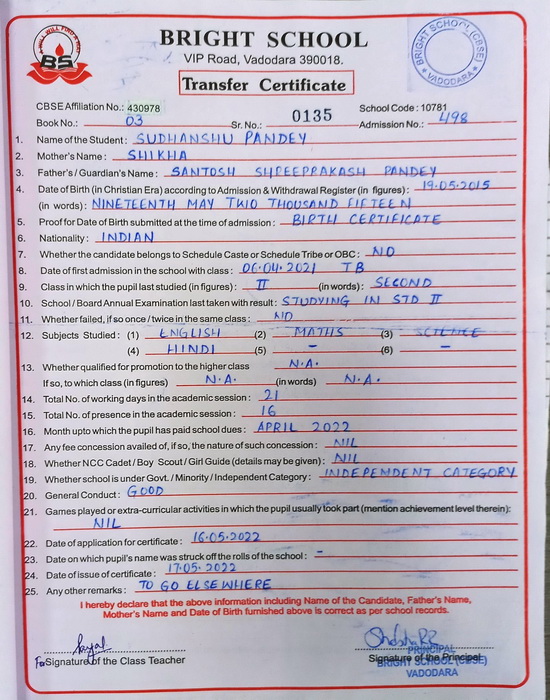 WILL WILL FIND A WAY
BS
BRIGHT SCHOOL
VIP Road, Vadodara 390018.
Transfer Certificate
BRIGHT SCHOOL (CBSE)
VADODARA
CBSE Affiliation No.: 430978
School Code : 10781
Book No.: 03 Sr. No.: 0135 Admission No.: 498
1. Name of the Student : SUDHANSHU PANDEY
2. Mother's Name : SHIKHA
3. Father's / Guardian's Name : SANTOSH SHREEPRAKASH PANDEY
4. Date of Birth (in Christian Era) according to Admission & Withdrawal Register (in figures) : 19.05.2015
(in words) : NINETEENTH MAY TWO THOUSAND FIFTEEN
5. Proof for Date of Birth submitted at the time of admission : BIRTH CERTIFICATE
6. Nationality : INDIAN
7. Whether the candidate belongs to Schedule Caste or Schedule Tribe or OBC : NO
8. Date of first admission in the school with class : 06.04.2021 TB
9. Class in which the pupil last studied (in figures) : II (in words) : SECOND
10. School / Board Annual Examination last taken with result : STUDYING IN STD II
11. Whether failed, if so once / twice in the same class : NO
12. Subjects Studied : (1) ENGLISH (2) MATHS (3) SCIENCE
(4) HINDI (5) – (6) –
13. Whether qualified for promotion to the higher class N.A.
If so, to which class (in figures) N.A. (in words) N.A.
14. Total No. of working days in the academic session : 21
15. Total No. of presence in the academic session : 16
16. Month upto which the pupil has paid school dues : APRIL 2022
17. Any fee concession availed of, if so, the nature of such concession : NIL
18. Whether NCC Cadet / Boy Scout / Girl Guide (details may be given) : NIL
19. Whether school is under Govt. / Minority / Independent Category : INDEPENDENT CATEGORY
20. General Conduct : GOOD
21. Games played or extra-curricular activities in which the pupil usually took part (mention achievement level therein) :
NIL
22. Date of application for certificate : 16.05.2022
23. Date on which pupil's name was struck off the rolls of the school : –
24. Date of issue of certificate : 17.05.2022
25. Any other remarks : TO GO ELSEWHERE
I hereby declare that the above information including Name of the Candidate, Father's Name,
Mother's Name and Date of Birth furnished above is correct as per school records.
For Signature of the Class Teacher
Signature of the Principal
PRINCIPAL
BRIGHT SCHOOL (CBSE)
VADODARA